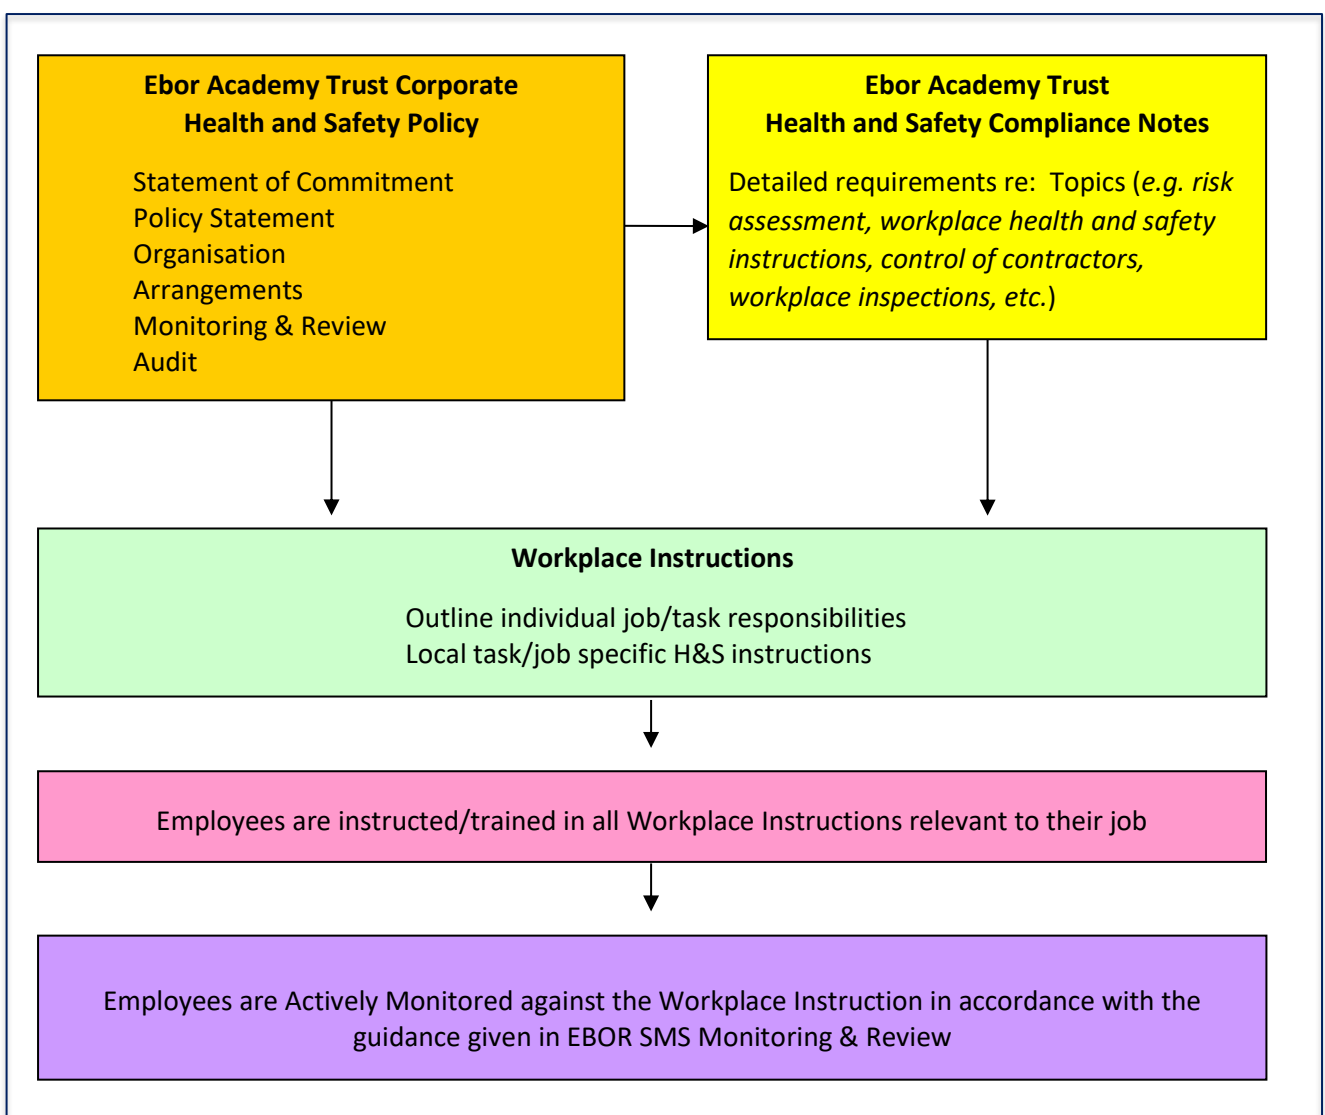 Ebor Academy Trust Corporate
Health and Safety Policy
Statement of Commitment
Policy Statement
Organisation
Arrangements
Monitoring & Review
Audit
Ebor Academy Trust
Health and Safety Compliance Notes
Detailed requirements re:  Topics (e.g. risk
assessment, workplace health and safety
instructions, control of contractors,
workplace inspections, etc.)
Workplace Instructions
Outline individual job/task responsibilities
Local task/job specific H&S instructions
Employees are instructed/trained in all Workplace Instructions relevant to their job
Employees are Actively Monitored against the Workplace Instruction in accordance with the
guidance given in EBOR SMS Monitoring & Review